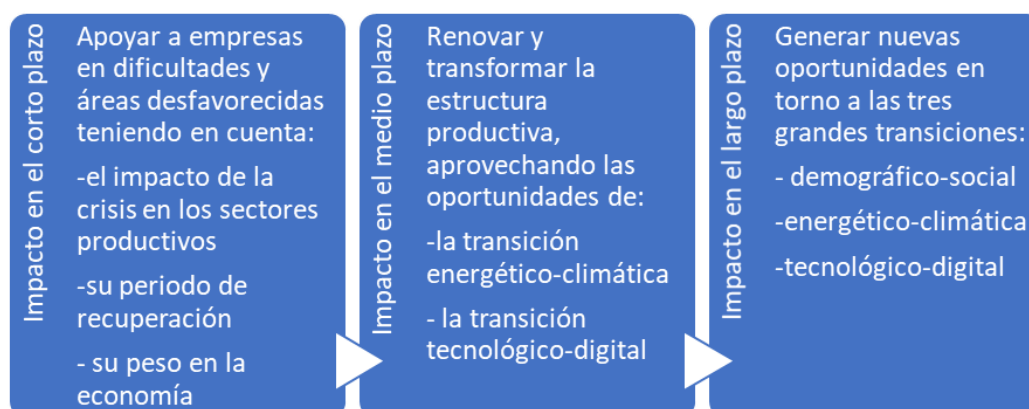 Impacto en el corto plazo
Apoyar a empresas
en dificultades y
áreas desfavorecidas
teniendo en cuenta:
-el impacto de la
crisis en los sectores
productivos
-su periodo de
recuperación
- su peso en la
economía
Impacto en el medio plazo
Renovar y
transformar la
estructura
productiva,
aprovechando las
oportunidades de:
-la transición
energético-climática
- la transición
tecnológico-digital
Impacto en el largo plazo
Generar nuevas
oportunidades en
torno a las tres
grandes transiciones:
- demográfico-social
-energético-climática
-tecnológico-digital